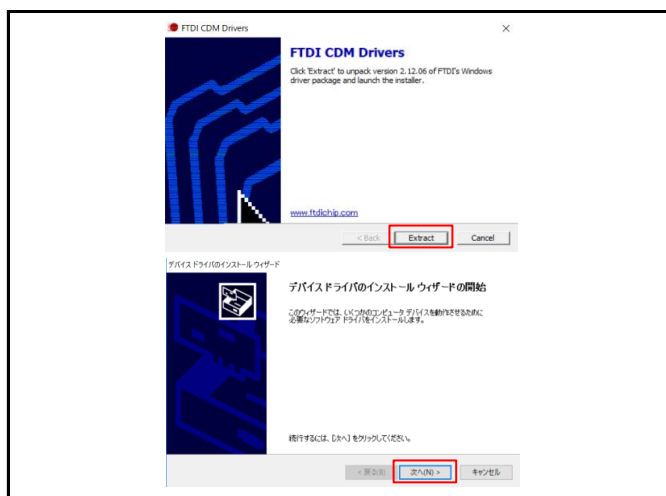 FTDI CDM Drivers
FTDI CDM Drivers
Click 'Extract' to unpack version 2.12.06 of FTDI's Windows
driver package and launch the installer.
www.ftdichip.com
< Back
Extract
Cancel
デバイス ドライバのインストール ウィザード
デバイス ドライバのインストール ウィザードの開始
このウィザードでは、いくつかのコンピュータ デバイスを動作させるために
必要なソフトウェア ドライバをインストールします。
続行するには、[次へ] をクリックしてください。
< 戻る(B)
次へ(N) >
キャンセル